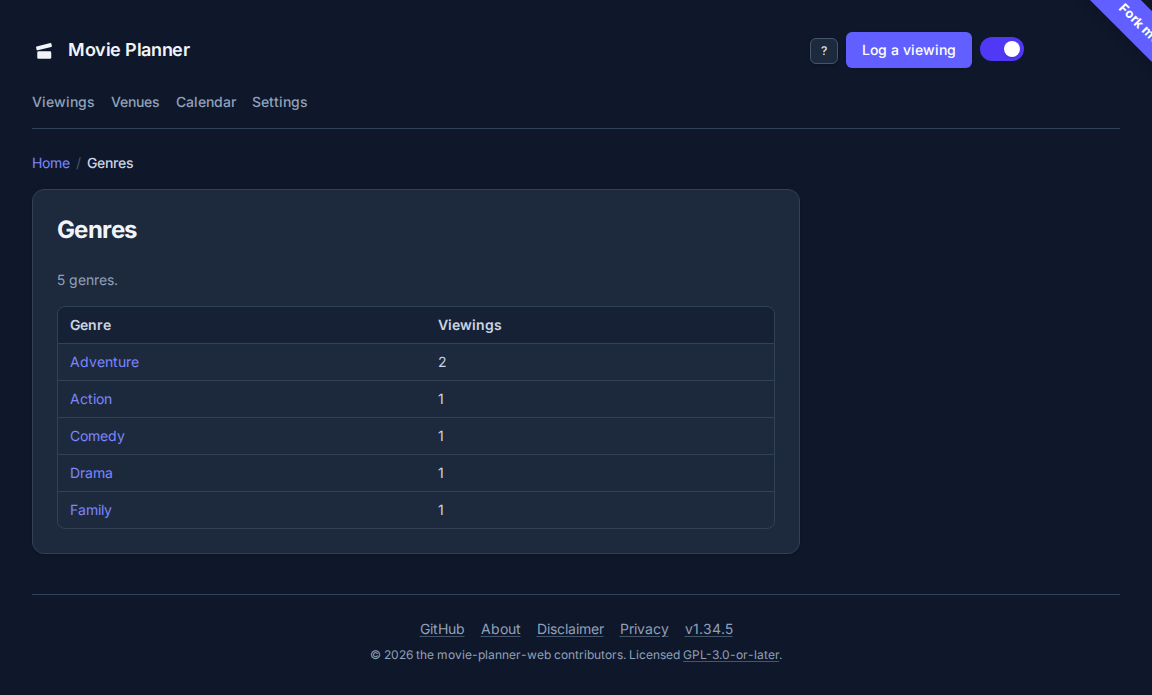 Movie Planner
?
Log a viewing
Fork m
Viewings Venues Calendar Settings
Home / Genres
Genres
5 genres.
Genre Viewings
Adventure 2
Action 1
Comedy 1
Drama 1
Family 1
GitHub About Disclaimer Privacy v1.34.5
© 2026 the movie-planner-web contributors. Licensed GPL-3.0-or-later.